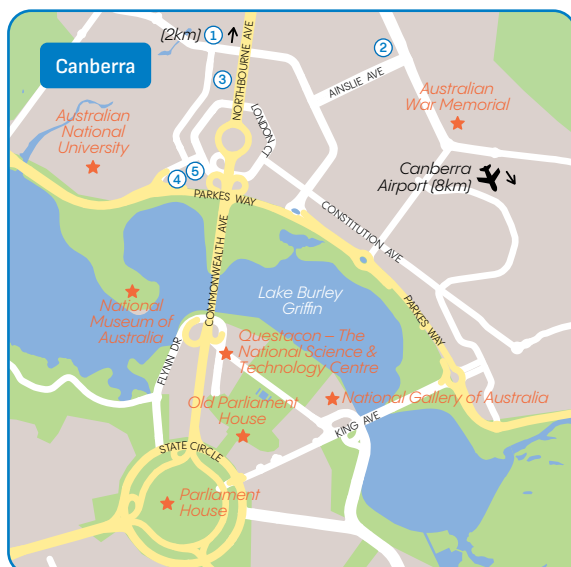 (2km) 1
2
Canberra
3
NORTHBOURNE AVE
AINSLIE AVE
Australian
War Memorial
Australian
National
University
LONDON CT
Canberra
Airport (8km)
4 5
PARKES WAY
CONSTITUTION AVE
COMMONWEALTH AVE
Lake Burley
Griffin
National
Museum of
Australia
PARKES WAY
FLYNN DR
Questacon – The
National Science &
Technology Centre
National Gallery of Australia
Old Parliament
House
KING AVE
STATE CIRCLE
Parliament
House